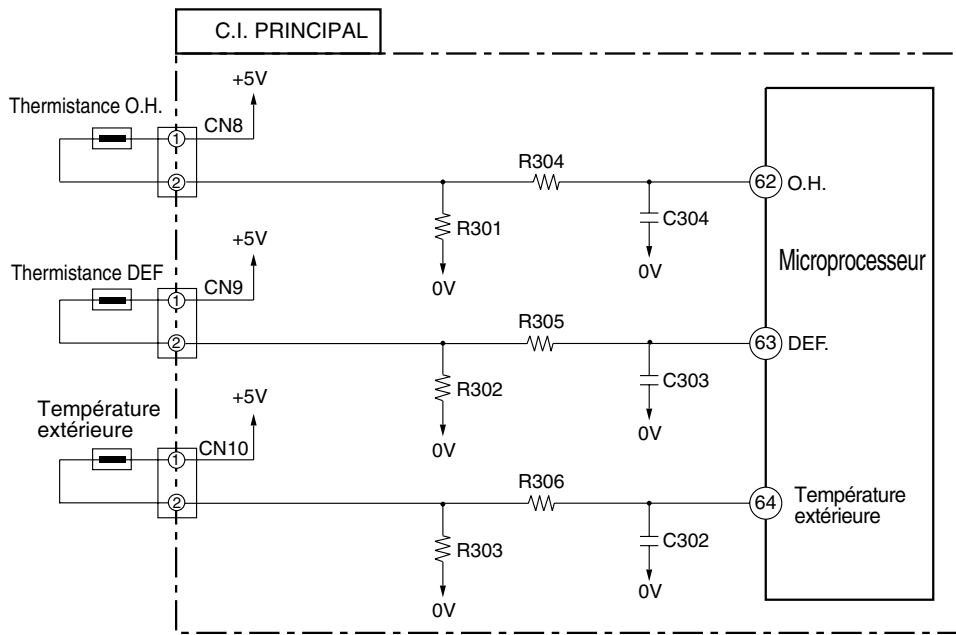 C.I. PRINCIPAL
+5V
Thermistance O.H.
CN8
1
2
R304
62
O.H.
R301
C304
0V
0V
+5V
Thermistance DEF
CN9
1
2
Microprocesseur
R305
63
DEF.
R302
C303
0V
0V
+5V
Température
extérieure
CN10
1
2
R306
64
Température
extérieure
R303
C302
0V
0V